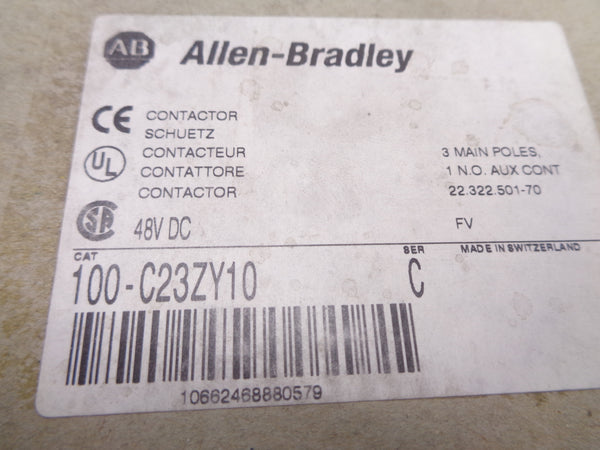 AB Allen-Bradley
CE CONTACTOR
SCHUETZ
UL CONTACTEUR 3 MAIN POLES,
CONTATTORE 1 N.O. AUX CONT
CONTACTOR 22.322.501-70
SA 48V DC FV
CAT SER MADE IN SWITZERLAND
100-C23ZY10 C
10662468880579